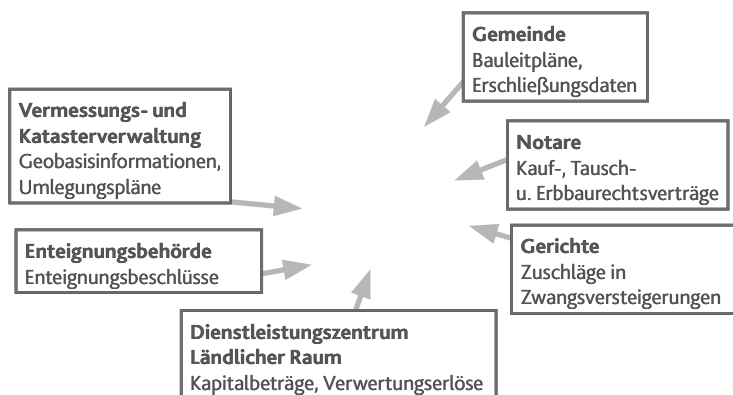 Gemeinde
Bauleitpläne,
Erschließungsdaten
Vermessungs- und
Katasterverwaltung
Geobasisinformationen,
Umlegungspläne
Notare
Kauf-, Tausch-
u. Erbbaurechtsverträge
Enteignungsbehörde
Enteignungsbeschlüsse
Gerichte
Zuschläge in
Zwangsversteigerungen
Dienstleistungszentrum
Ländlicher Raum
Kapitalbeträge, Verwertungserlöse